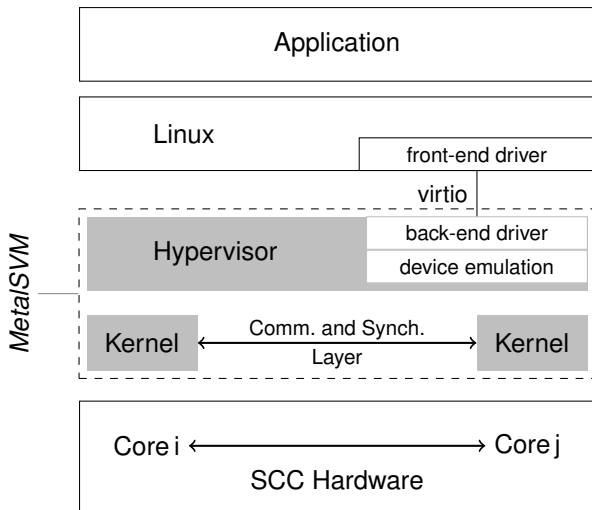 Application
Linux
front-end driver
virtio
MetalSVM
Hypervisor
back-end driver
device emulation
Kernel
Comm. and Synch.
Layer
Kernel
Core i
Core j
SCC Hardware